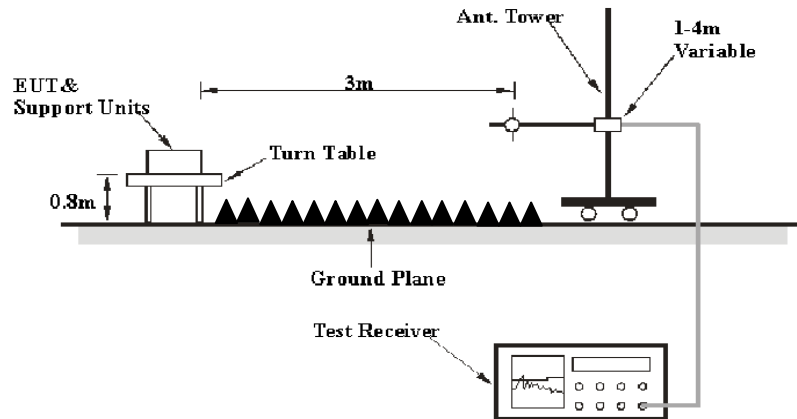 Ant. Tower
1-4m
Variable
EUT&
Support Units
3m
Turn Table
0.8m
Ground Plane
Test Receiver